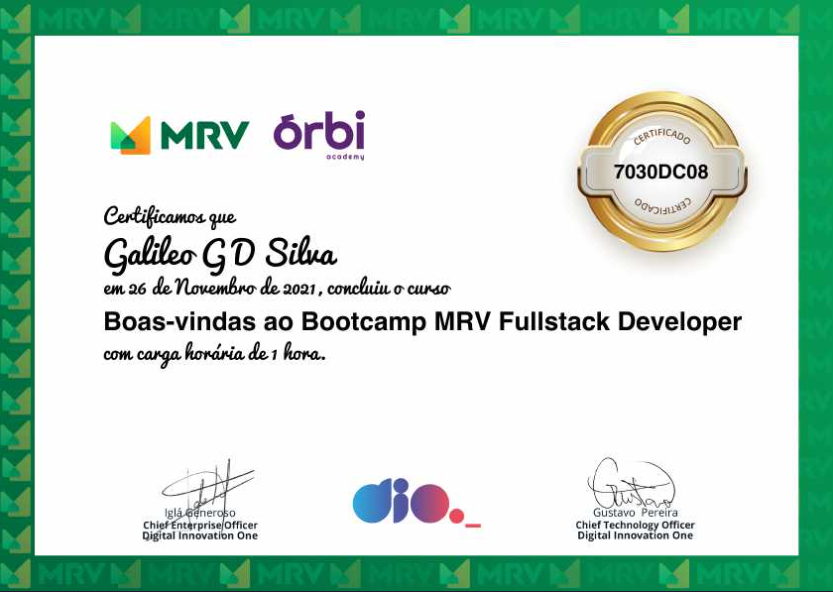 MRV
órbi
academy
CERTIFICADO
7030DC08
CERTIFICADO
Certificamos que
Galileo GD Silva
em 26 de Novembro de 2021, concluiu o curso
Boas-vindas ao Bootcamp MRV Fullstack Developer
com carga horária de 1 hora.
Iglá Generoso
Chief Enterprise Officer
Digital Innovation One
dio._
Gustavo Pereira
Chief Technology Officer
Digital Innovation One